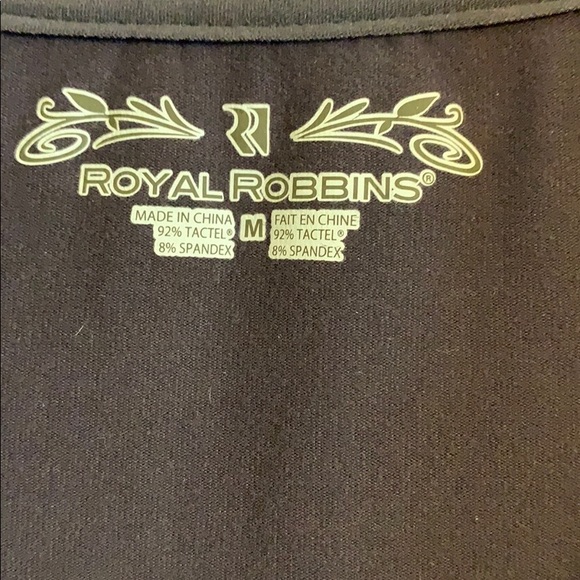 ROYAL ROBBINS®
MADE IN CHINA
92% TACTEL®
8% SPANDEX
M
FAIT EN CHINE
92% TACTEL®
8% SPANDEX